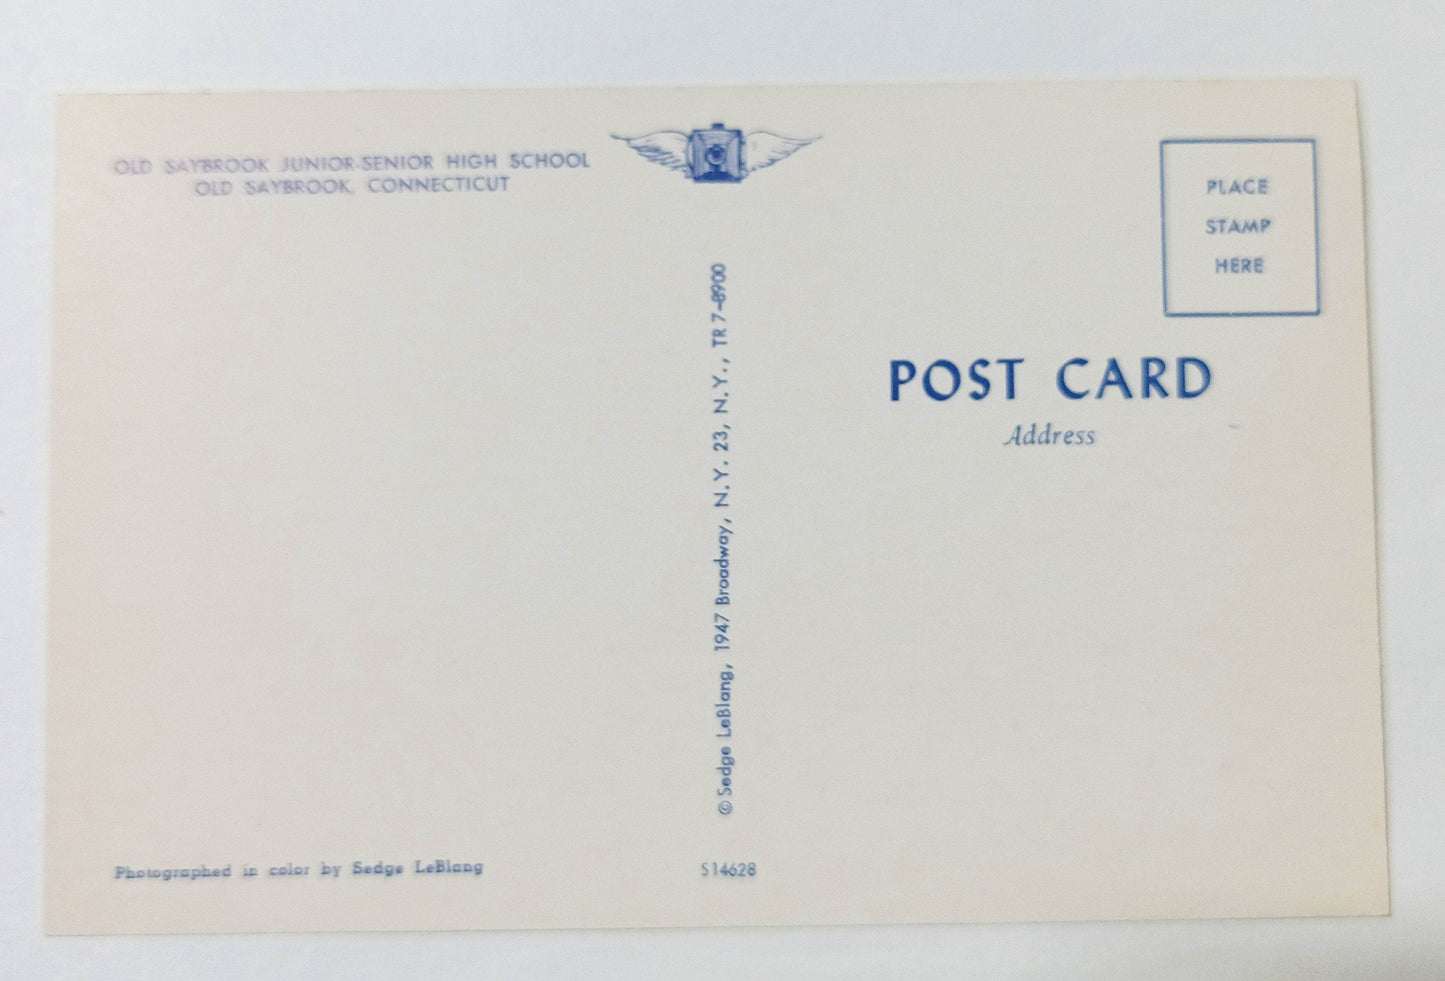 OLD SAYBROOK JUNIOR-SENIOR HIGH SCHOOL
OLD SAYBROOK, CONNECTICUT
PLACE
STAMP
HERE
POST CARD
Address
© Sedge LeBlang, 1947 Broadway, N.Y. 23, N.Y., TR 7-8900
Photographed in color by Sedge LeBlang
S14628